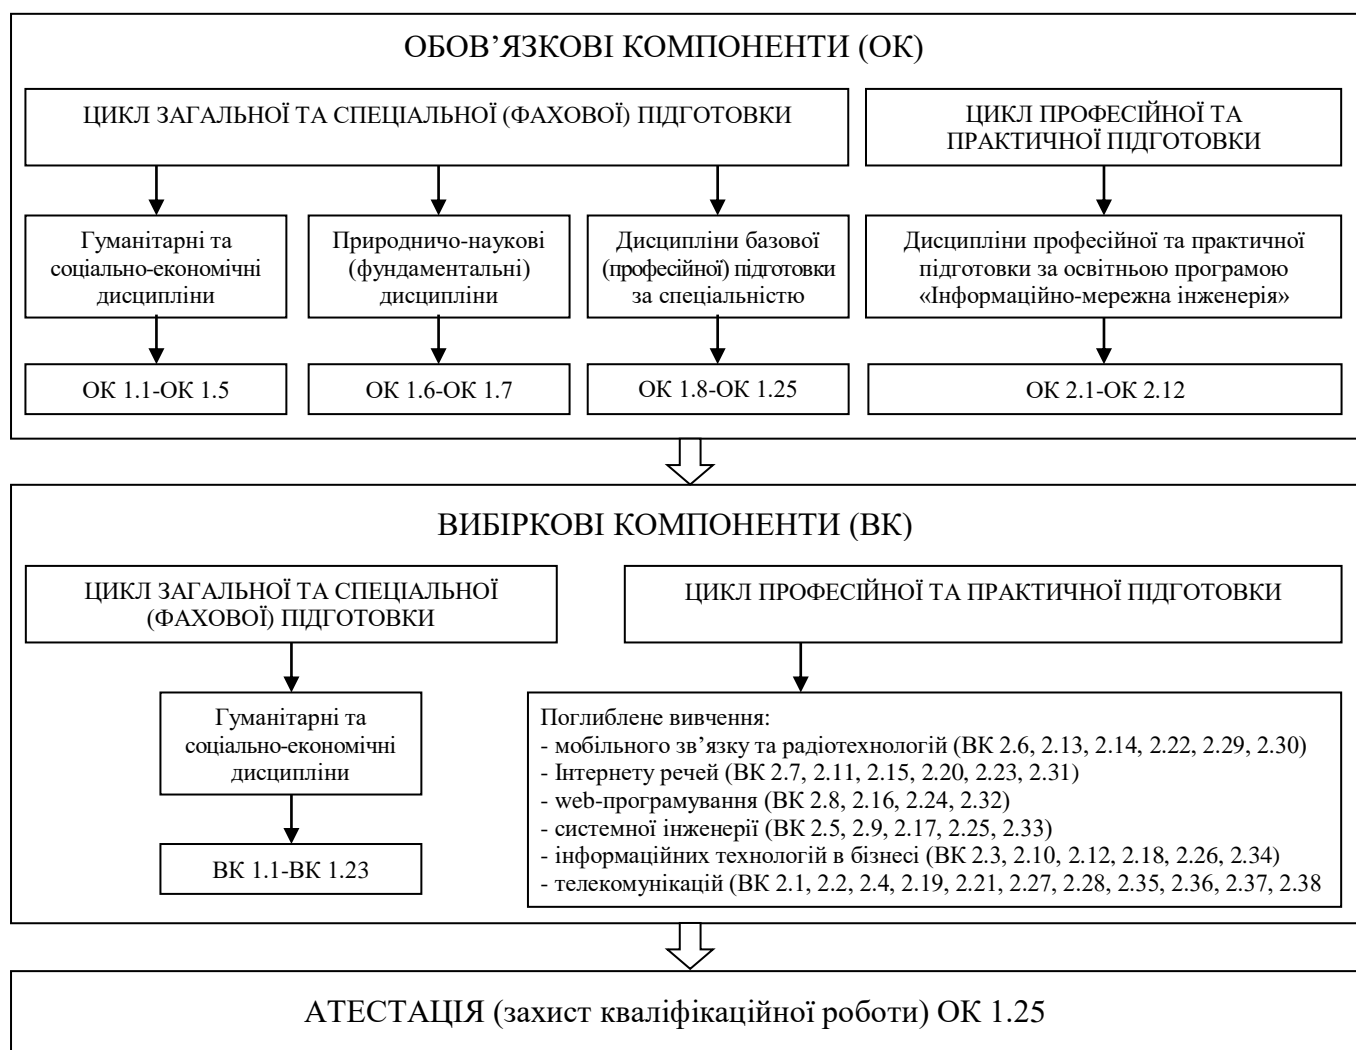 ОБОВ’ЯЗКОВІ КОМПОНЕНТИ (ОК)
ЦИКЛ ЗАГАЛЬНОЇ ТА СПЕЦІАЛЬНОЇ (ФАХОВОЇ) ПІДГОТОВКИ
ЦИКЛ ПРОФЕСІЙНОЇ ТА
ПРАКТИЧНОЇ ПІДГОТОВКИ
Гуманітарні та
соціально-економічні
дисципліни
Природничо-наукові
(фундаментальні)
дисципліни
Дисципліни базової
(професійної) підготовки
за спеціальністю
Дисципліни професійної та практичної
підготовки за освітньою програмою
«Інформаційно-мережна інженерія»
ОК 1.1-ОК 1.5
ОК 1.6-ОК 1.7
ОК 1.8-ОК 1.25
ОК 2.1-ОК 2.12
ВИБІРКОВІ КОМПОНЕНТИ (ВК)
ЦИКЛ ЗАГАЛЬНОЇ ТА СПЕЦІАЛЬНОЇ
(ФАХОВОЇ) ПІДГОТОВКИ
ЦИКЛ ПРОФЕСІЙНОЇ ТА ПРАКТИЧНОЇ ПІДГОТОВКИ
Гуманітарні та
соціально-економічні
дисципліни
ВК 1.1-ВК 1.23
Поглиблене вивчення:
- мобільного зв’язку та радіотехнологій (ВК 2.6, 2.13, 2.14, 2.22, 2.29, 2.30)
- Інтернету речей (ВК 2.7, 2.11, 2.15, 2.20, 2.23, 2.31)
- web-програмування (ВК 2.8, 2.16, 2.24, 2.32)
- системної інженерії (ВК 2.5, 2.9, 2.17, 2.25, 2.33)
- інформаційних технологій в бізнесі (ВК 2.3, 2.10, 2.12, 2.18, 2.26, 2.34)
- телекомунікацій (ВК 2.1, 2.2, 2.4, 2.19, 2.21, 2.27, 2.28, 2.35, 2.36, 2.37, 2.38
АТЕСТАЦІЯ (захист кваліфікаційної роботи) ОК 1.25